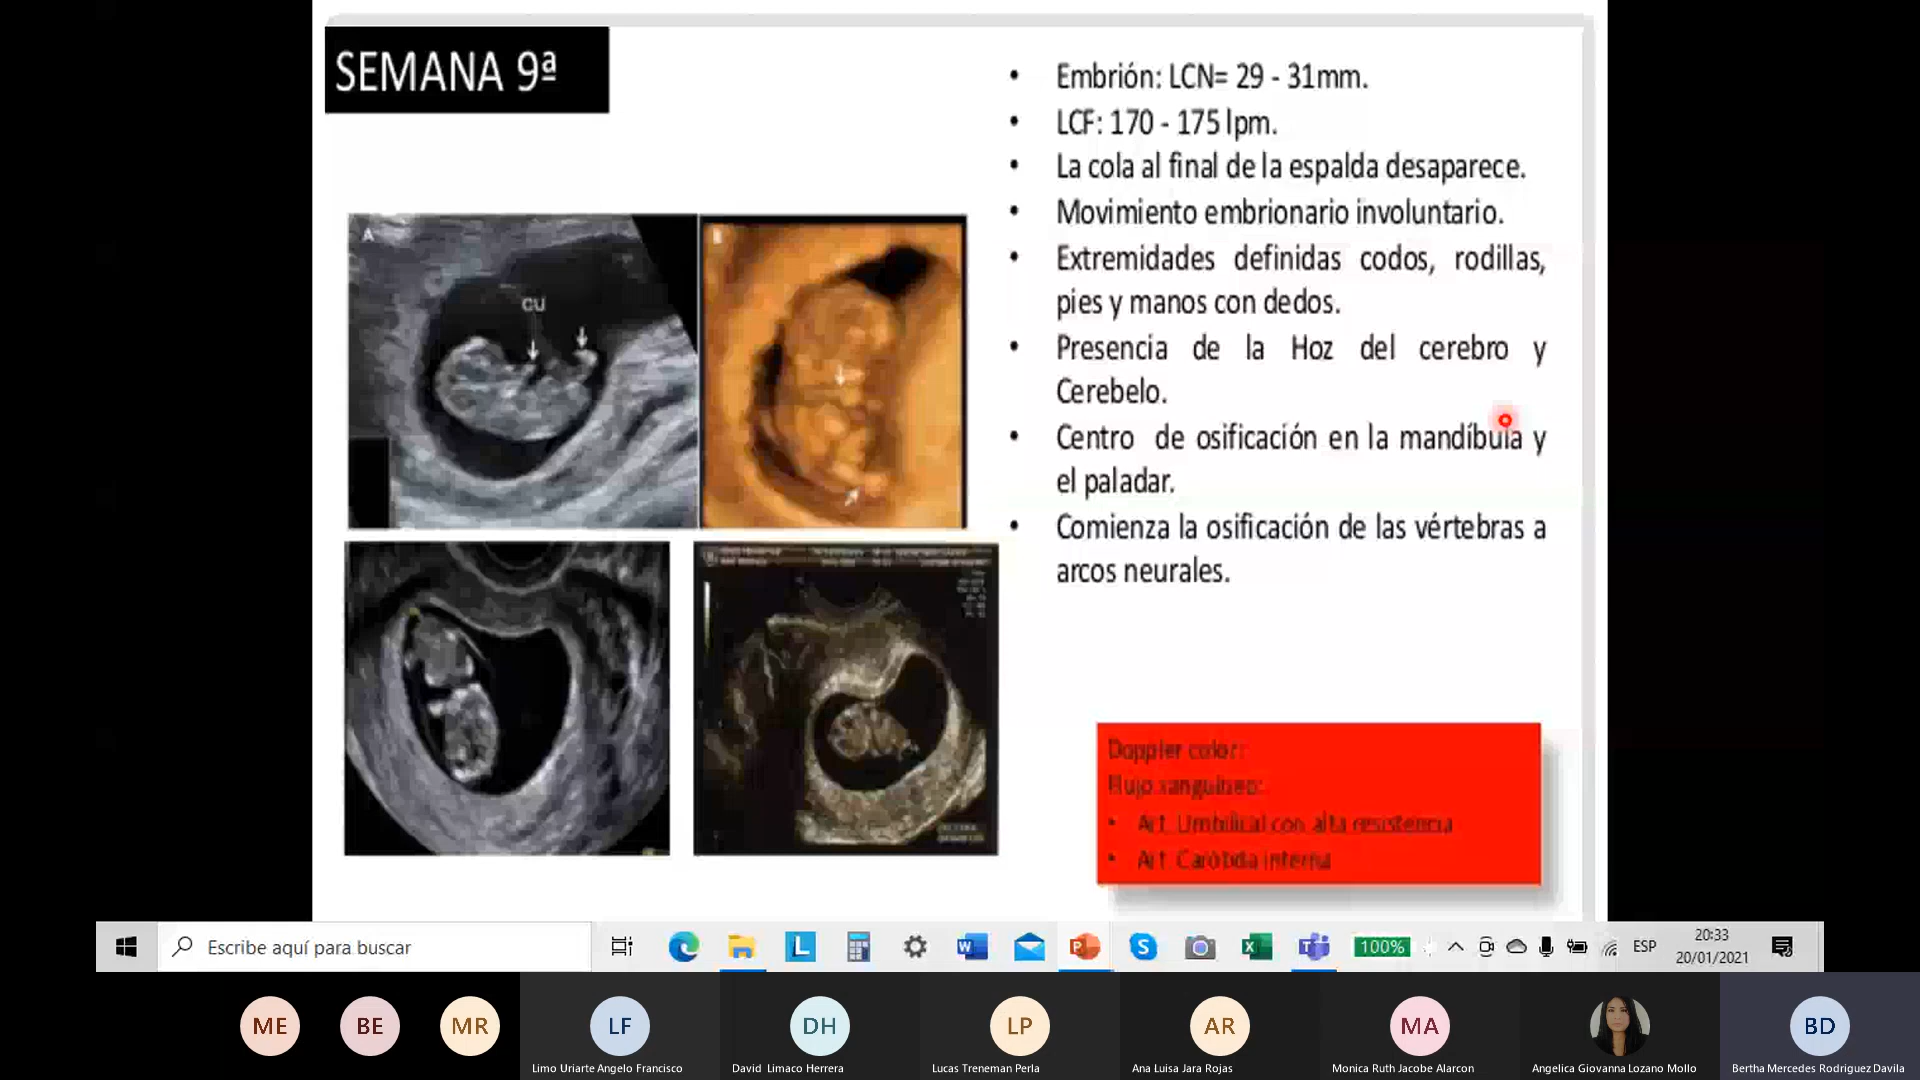 SEMANA 9ª
Embrión: LCN= 29 - 31mm.
LCF: 170 - 175 lpm.
La cola al final de la espalda desaparece.
Movimiento embrionario involuntario.
Extremidades definidas codos, rodillas,
pies y manos con dedos.
Presencia de la Hoz del cerebro y
Cerebelo.
Centro de osificación en la mandíbula y
el paladar.
Comienza la osificación de las vértebras a
arcos neurales.
A
CU
B
Doppler color:
Flujo sanguíneo:
Art. Umbilical con alta resistencia
Art. Carótida interna
Escribe aquí para buscar
100%
ESP
20:33
20/01/2021
ME
BE
MR
LF
DH
LP
AR
MA
BD
Limo Uriarte Angelo Francisco
David Limaco Herrera
Lucas Treneman Perla
Ana Luisa Jara Rojas
Monica Ruth Jacobe Alarcon
Angelica Giovanna Lozano Mollo
Bertha Mercedes Rodriguez Davila